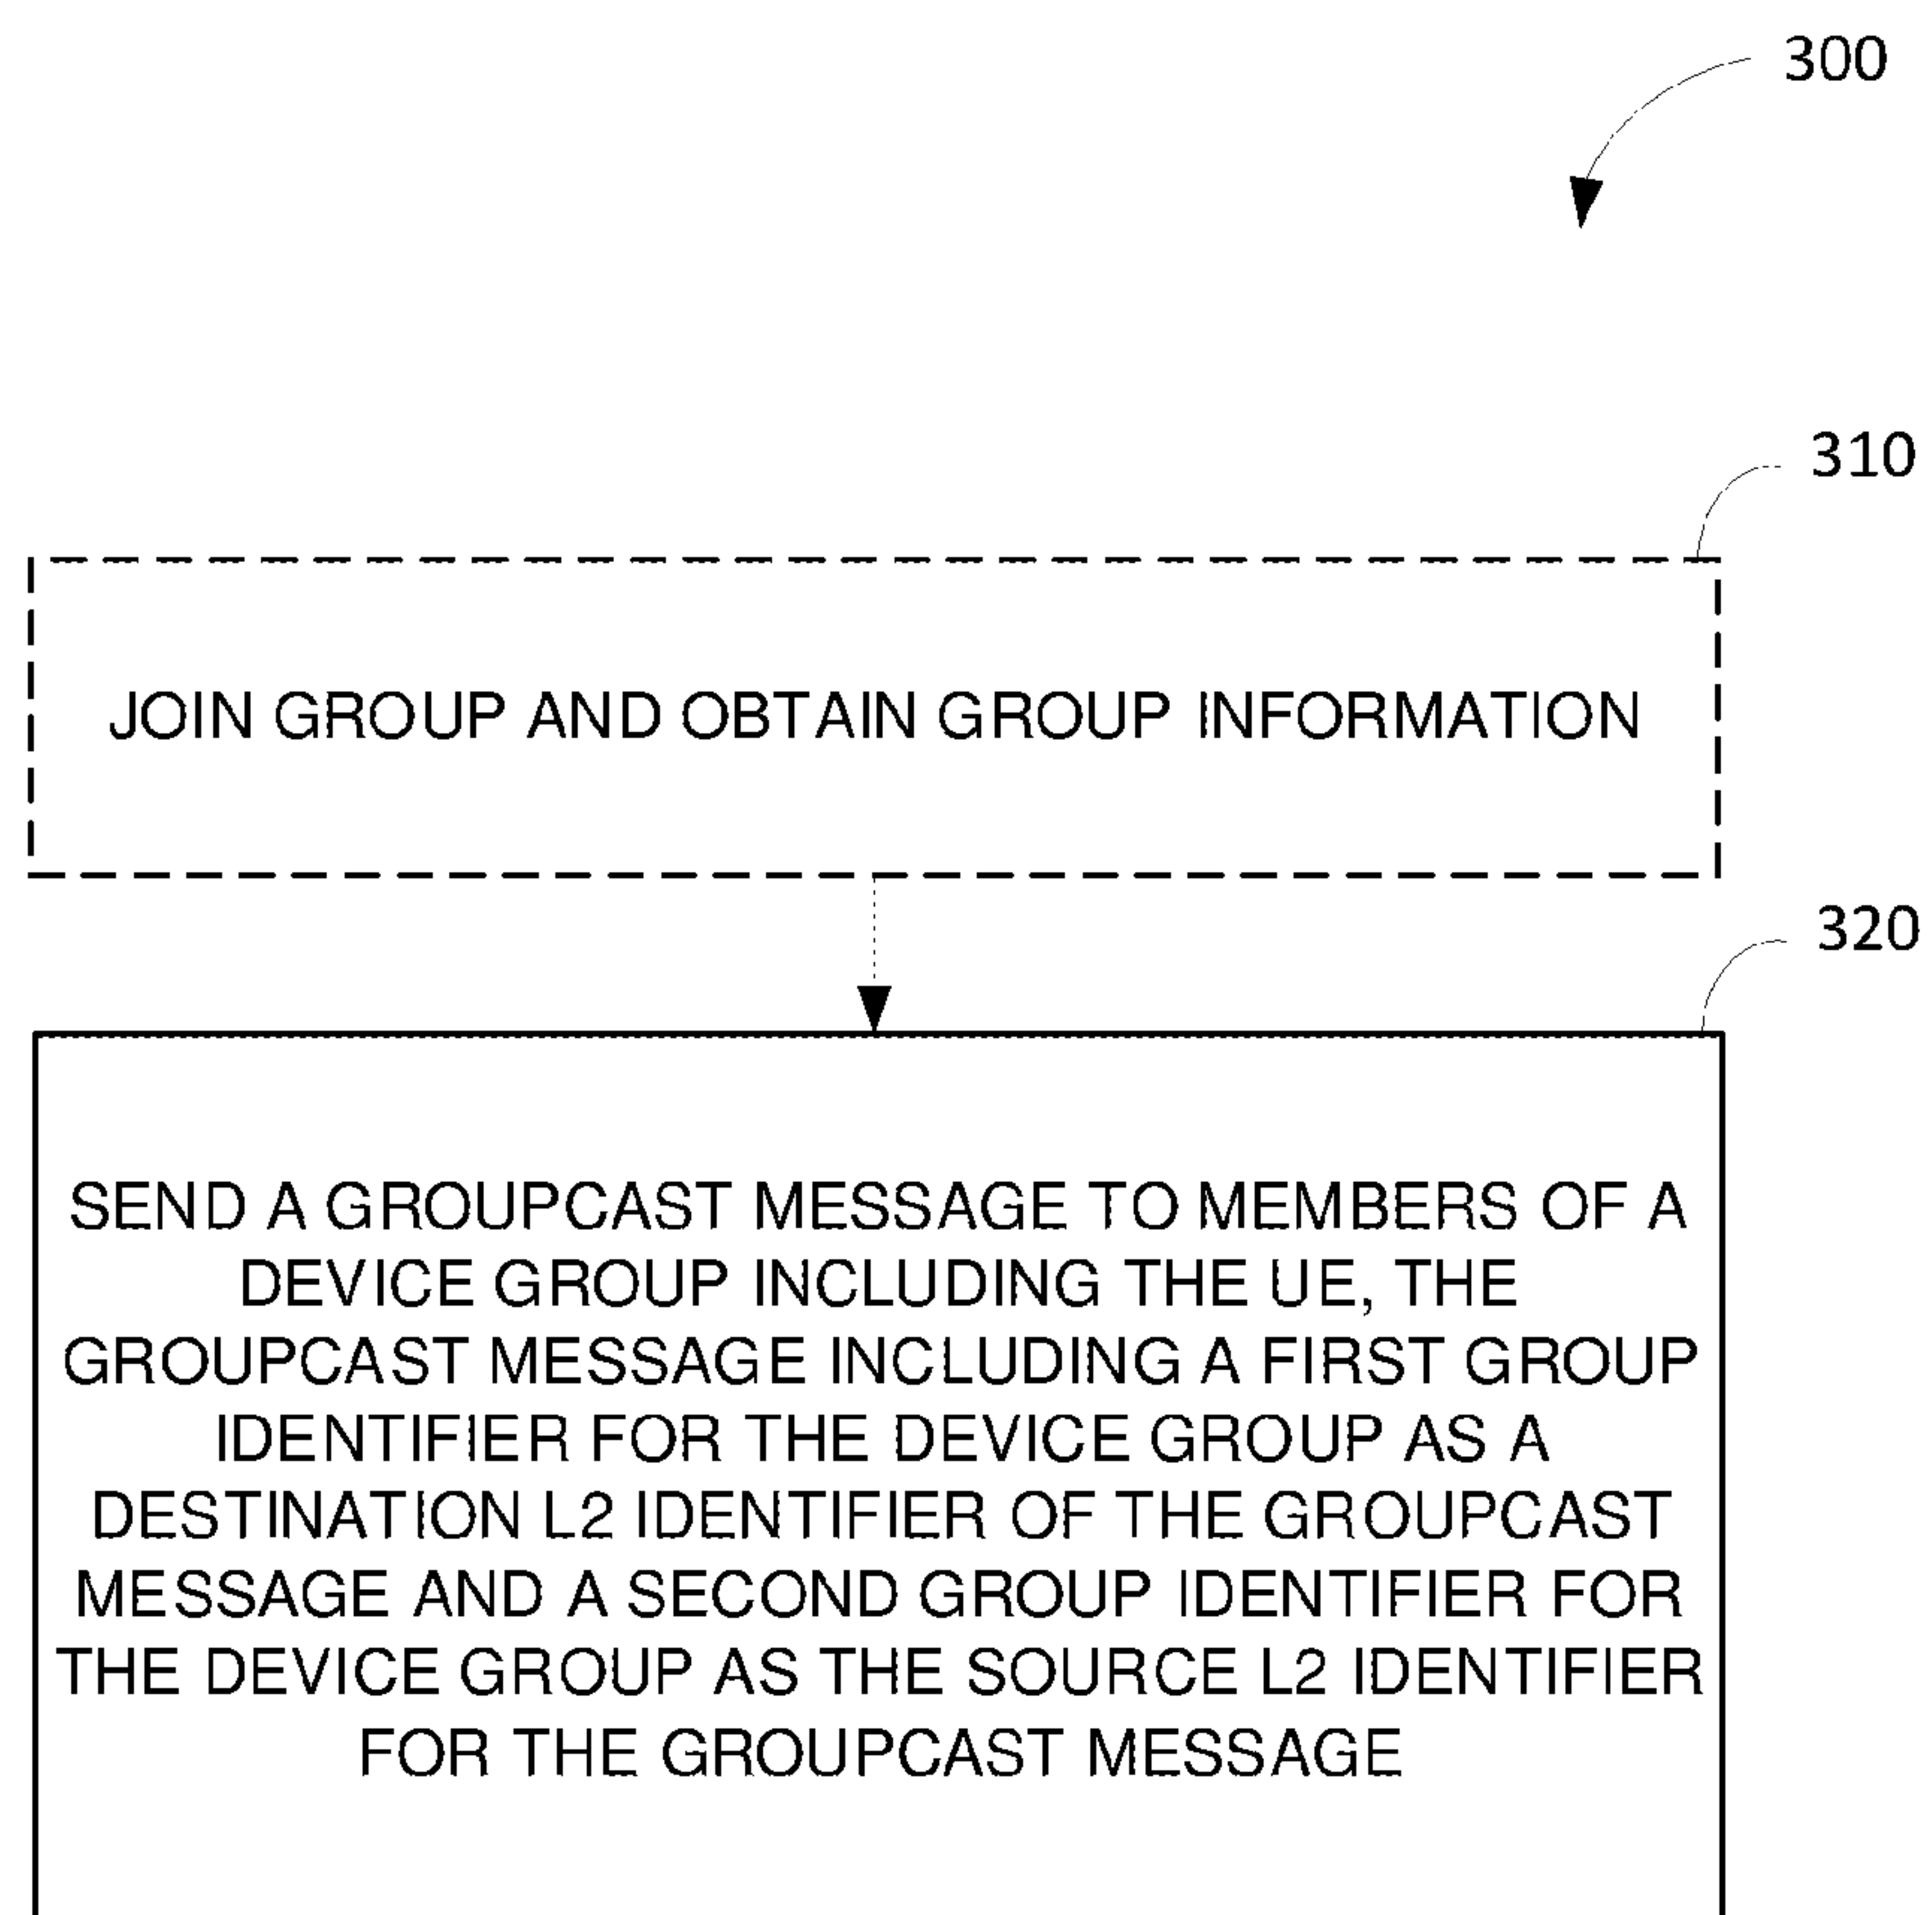 300
310
JOIN GROUP AND OBTAIN GROUP INFORMATION
320
SEND A GROUPCAST MESSAGE TO MEMBERS OF A
DEVICE GROUP INCLUDING THE UE, THE
GROUPCAST MESSAGE INCLUDING A FIRST GROUP
IDENTIFIER FOR THE DEVICE GROUP AS A
DESTINATION L2 IDENTIFIER OF THE GROUPCAST
MESSAGE AND A SECOND GROUP IDENTIFIER FOR
THE DEVICE GROUP AS THE SOURCE L2 IDENTIFIER
FOR THE GROUPCAST MESSAGE